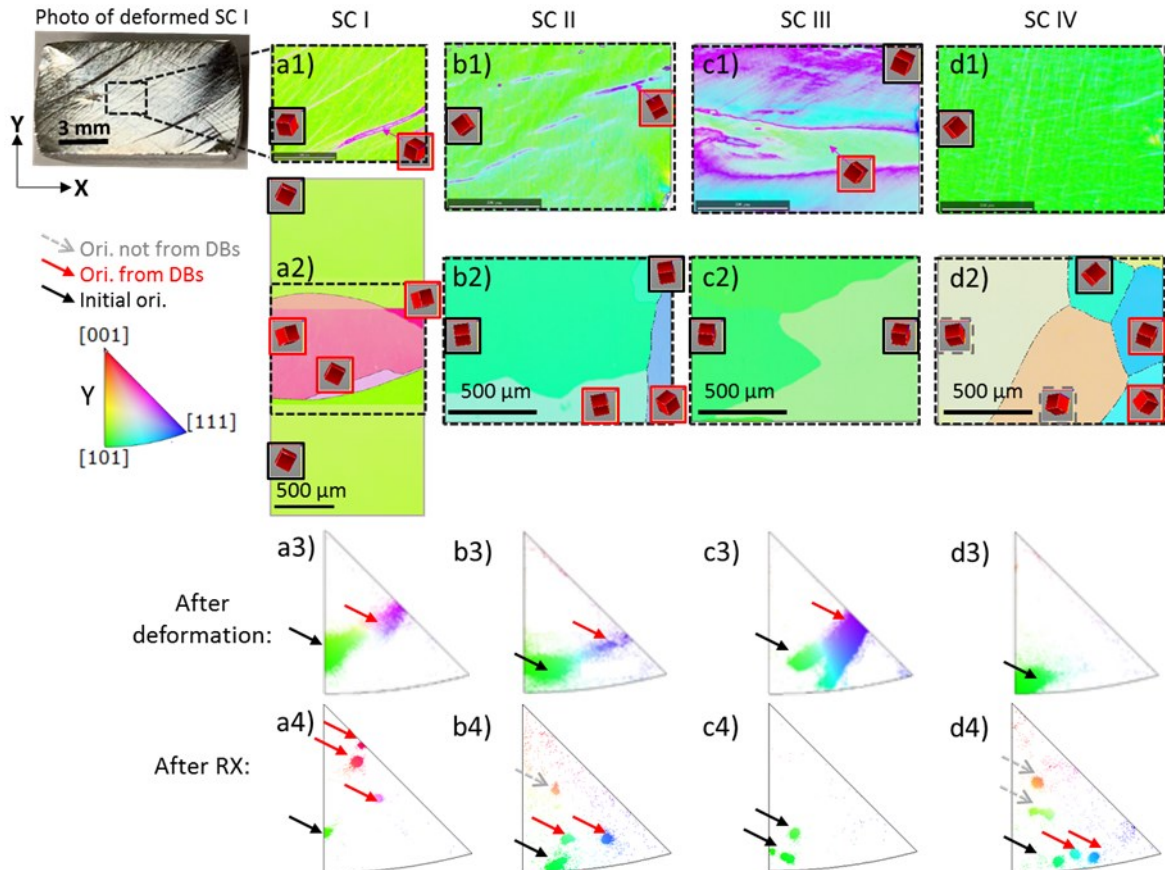 Photo of deformed SC I
SC I
SC II
SC III
SC IV
a1)
b1)
c1)
d1)
3 mm
Y
X
Ori. not from DBs
Ori. from DBs
Initial ori.
[001]
Y
[111]
[101]
a2)
b2)
c2)
d2)
500 µm
500 µm
500 µm
500 µm
a3)
b3)
c3)
d3)
After
deformation:
a4)
b4)
c4)
d4)
After RX: